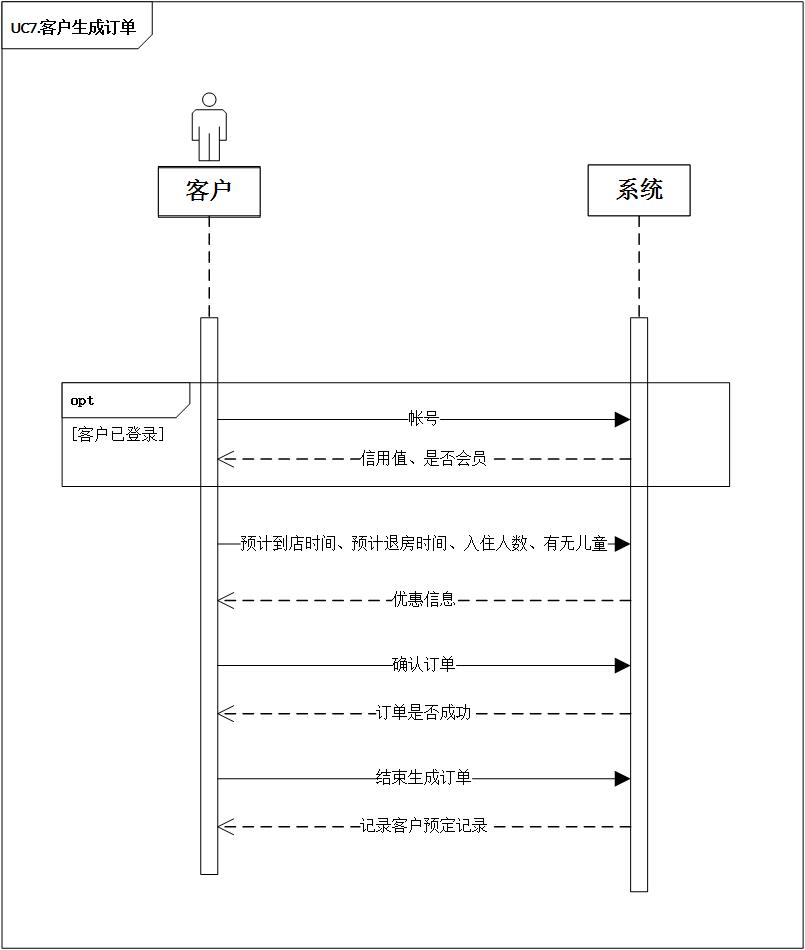 UC7.客户生成订单
客户
系统
opt
[客户已登录]
帐号
信用值、是否会员
预计到店时间、预计退房时间、入住人数、有无儿童
优惠信息
确认订单
订单是否成功
结束生成订单
记录客户预定记录